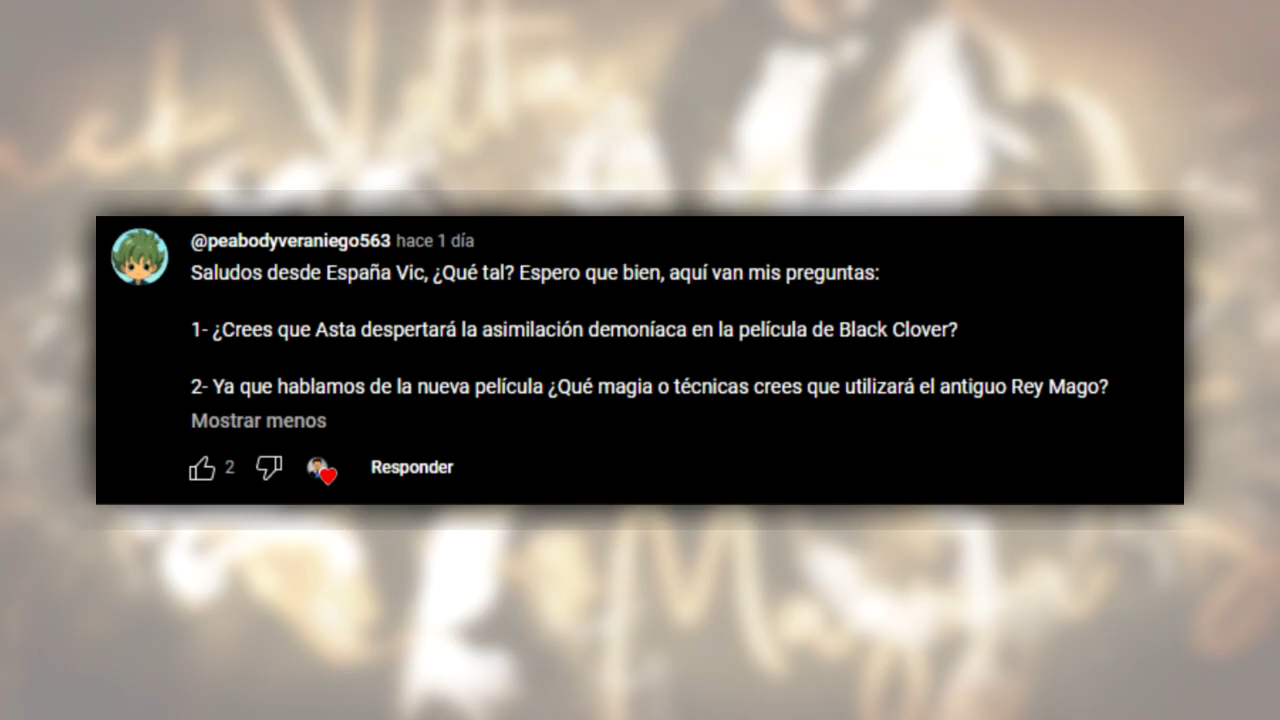 @peabodyveraniego563 hace 1 día
Saludos desde España Vic, ¿Qué tal? Espero que bien, aquí van mis preguntas:
1- ¿Crees que Asta despertará la asimilación demoníaca en la película de Black Clover?
2- Ya que hablamos de la nueva película ¿Qué magia o técnicas crees que utilizará el antiguo Rey Mago?
Mostrar menos
2 Responder